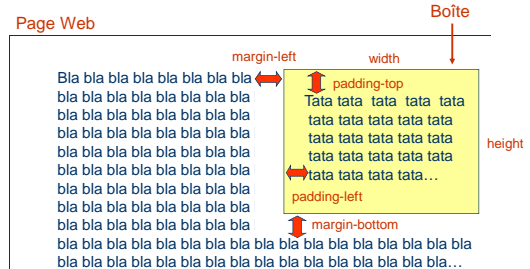 Boîte
Page Web
margin-left
width
Bla bla bla bla bla bla bla bla
bla bla bla bla bla bla bla bla
bla bla bla bla bla bla bla bla
bla bla bla bla bla bla bla bla
bla bla bla bla bla bla bla bla
bla bla bla bla bla bla bla bla
bla bla bla bla bla bla bla bla
bla bla bla bla bla bla bla bla
bla bla bla bla bla bla bla bla
bla bla bla bla bla bla bla bla bla bla bla bla bla bla bla bla bla
bla bla bla bla bla bla bla bla bla bla bla bla bla bla bla bla…
padding-top
Tata tata tata tata tata
tata tata tata tata tata
tata tata tata tata tata
tata tata tata tata tata
tata tata tata tata…
height
padding-left
margin-bottom